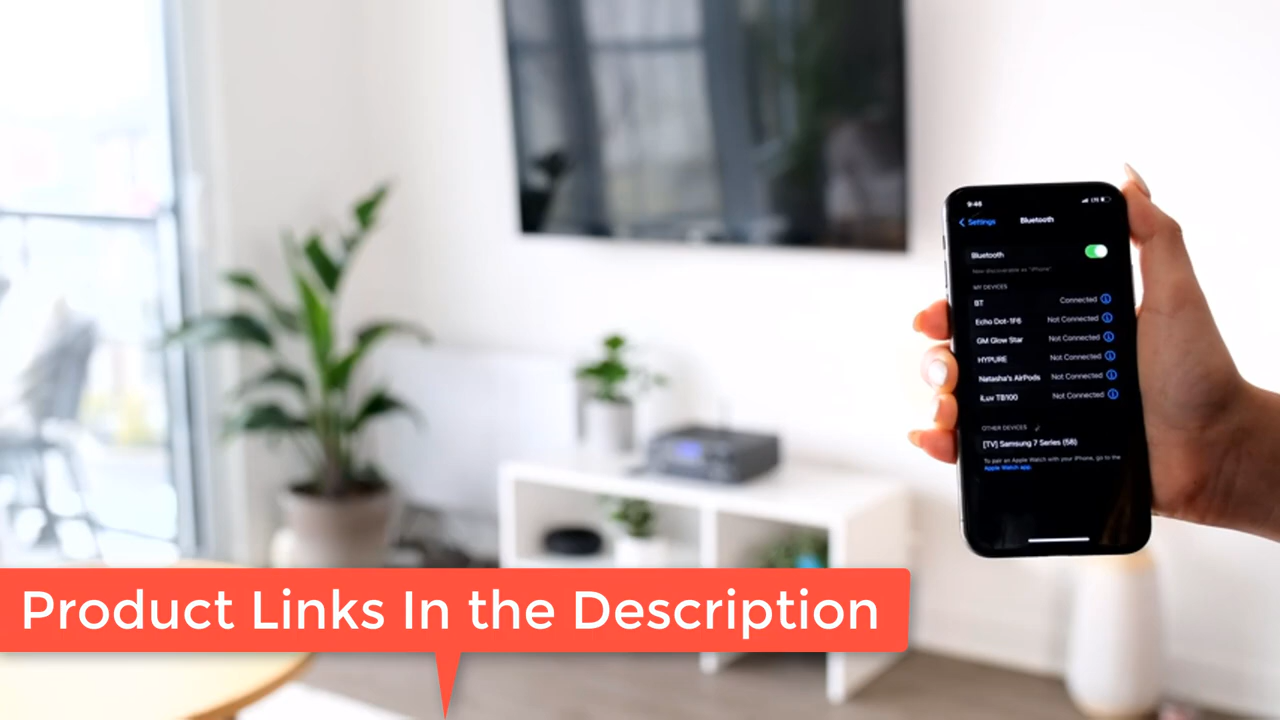 9:46
LTE
Settings
Bluetooth
Bluetooth
Now discoverable as "iPhone"
MY DEVICES
BT Connected
Echo Dot-1F6 Not Connected
GM Glow Star Not Connected
HYPURE Not Connected
Natasha's AirPods Not Connected
iLuv TB100 Not Connected
OTHER DEVICES
[TV] Samsung 7 Series (58)
To pair an Apple Watch with your iPhone, go to the
Apple Watch app.
Product Links In the Description